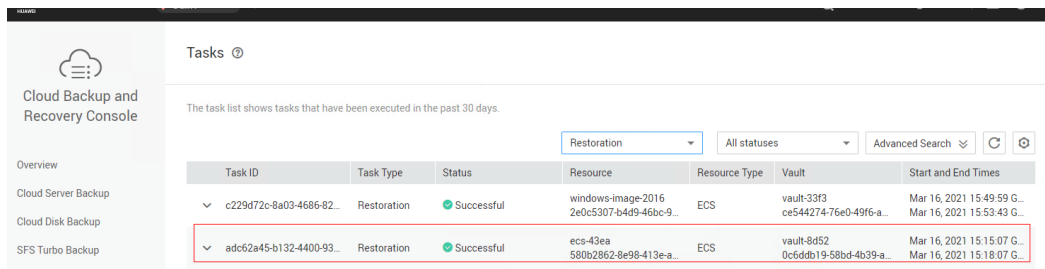 HUAWEI
Tasks
Cloud Backup and
Recovery Console
The task list shows tasks that have been executed in the past 30 days.
Restoration
All statuses
Advanced Search
Overview
Task ID
Task Type
Status
Resource
Resource Type
Vault
Start and End Times
Cloud Server Backup
c229d72c-8a03-4686-82...
Restoration
Successful
windows-image-2016
2e0c5307-b4d9-46bc-9...
ECS
vault-33f3
ce544274-76e0-49f6-a...
Mar 16, 2021 15:49:59 G...
Mar 16, 2021 15:53:43 G...
Cloud Disk Backup
SFS Turbo Backup
adc62a45-b132-4400-93...
Restoration
Successful
ecs-43ea
580b2862-8e98-413e-a...
ECS
vault-8d52
0c6ddb19-58bd-4b39-a...
Mar 16, 2021 15:15:07 G...
Mar 16, 2021 15:18:07 G...